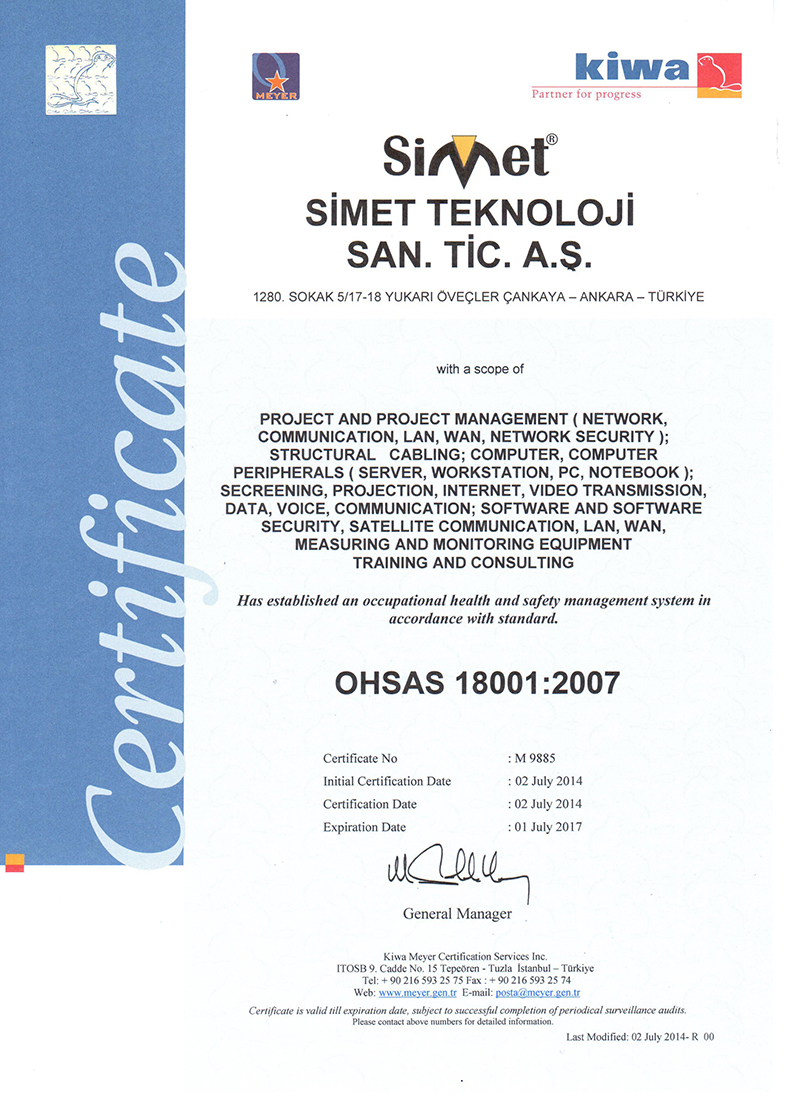 Certificate
MEYER
kiwa
Partner for progress
Simet®
SİMET TEKNOLOJİ
SAN. TİC. A.Ş.
1280. SOKAK 5/17-18 YUKARI ÖVEÇLER ÇANKAYA – ANKARA – TÜRKİYE
with a scope of
PROJECT AND PROJECT MANAGEMENT ( NETWORK,
COMMUNICATION, LAN, WAN, NETWORK SECURITY );
STRUCTURAL CABLING; COMPUTER, COMPUTER
PERIPHERALS ( SERVER, WORKSTATION, PC, NOTEBOOK );
SECREENING, PROJECTION, INTERNET, VIDEO TRANSMISSION,
DATA, VOICE, COMMUNICATION; SOFTWARE AND SOFTWARE
SECURITY, SATELLITE COMMUNICATION, LAN, WAN,
MEASURING AND MONITORING EQUIPMENT
TRAINING AND CONSULTING
Has established an occupational health and safety management system in
accordance with standard.
OHSAS 18001:2007
Certificate No : M 9885
Initial Certification Date : 02 July 2014
Certification Date : 02 July 2014
Expiration Date : 01 July 2017
General Manager
Kiwa Meyer Certification Services Inc.
ITOSB 9. Cadde No. 15 Tepeören - Tuzla İstanbul – Türkiye
Tel: + 90 216 593 25 75 Fax : + 90 216 593 25 74
Web: www.meyer.gen.tr E-mail: posta@meyer.gen.tr
Certificate is valid till expiration date, subject to successful completion of periodical surveillance audits.
Please contact above numbers for detailed information.
Last Modified: 02 July 2014- R 00